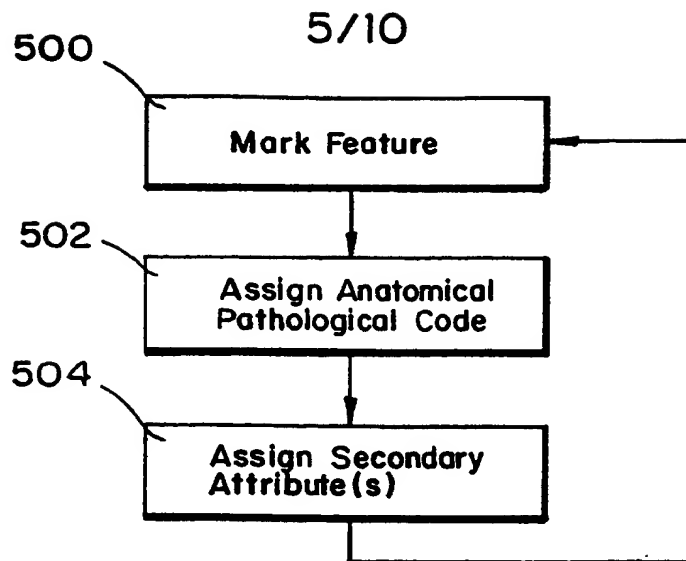 5/10
500
Mark Feature
502
Assign Anatomical
Pathological Code
504
Assign Secondary
Attribute(s)